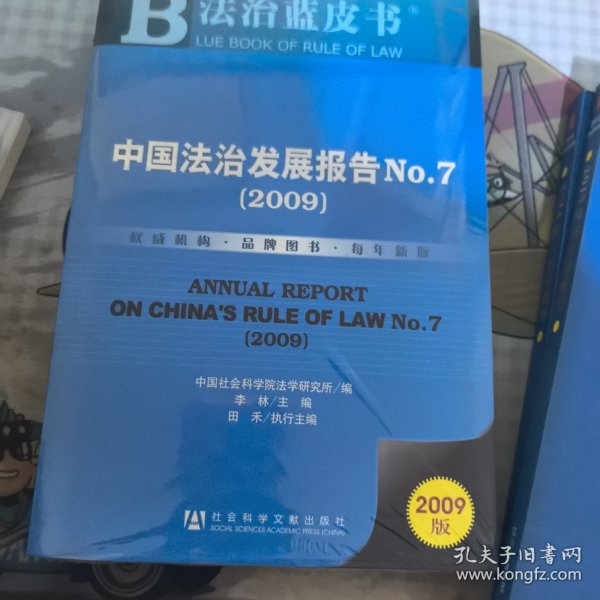 B 法治蓝皮书®
LUE BOOK OF RULE OF LAW
中国法治发展报告No.7
(2009)
权威机构·品牌图书·每年新版
ANNUAL REPORT
ON CHINA'S RULE OF LAW No.7
(2009)
中国社会科学院法学研究所/编
李 林/主 编
田 禾/执行主编
社会科学文献出版社
SOCIAL SCIENCES ACADEMIC PRESS (CHINA)
2009
版
孔夫子旧书网
www.kongfz.com